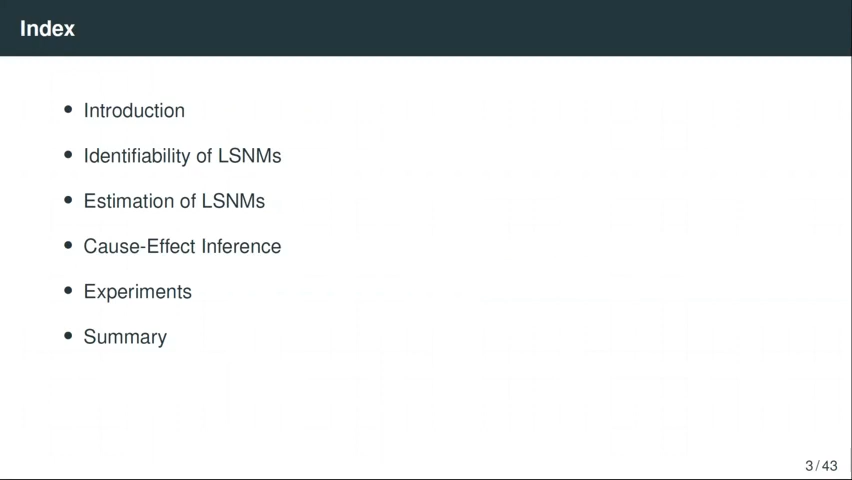 Index
• Introduction
• Identifiability of LSNMs
• Estimation of LSNMs
• Cause-Effect Inference
• Experiments
• Summary
3 / 43